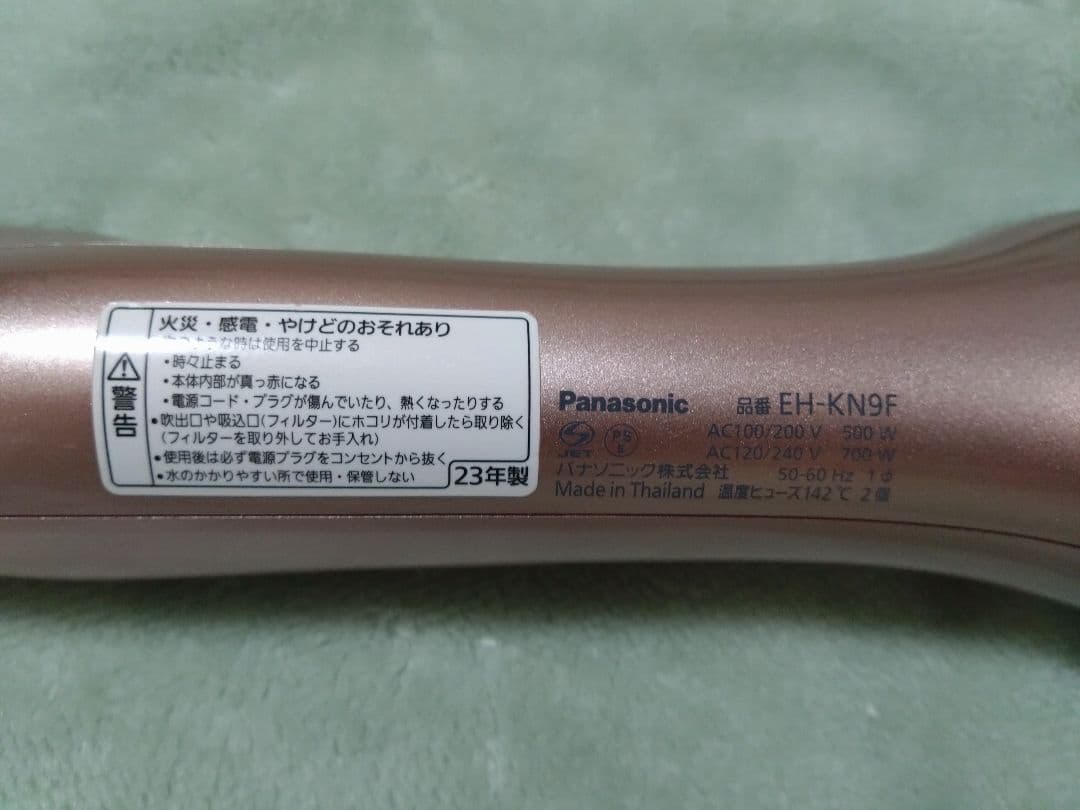 警告
火災・感電・やけどのおそれあり
次のような時は使用を中止する
・時々止まる
・本体内部が真っ赤になる
・電源コード・プラグが傷んでいたり、熱くなったりする
●吹出口や吸込口(フィルター)にホコリが付着したら取り除く
(フィルターを取り外してお手入れ)
●使用後は必ず電源プラグをコンセントから抜く
●水のかかりやすい所で使用・保管しない
23年製
Panasonic 品番 EH-KN9F
JET PSE AC100/200 V 500 W
AC120/240 V 700 W
パナソニック株式会社 50-60 Hz 1Φ
Made in Thailand 温度ヒューズ142℃ 2個